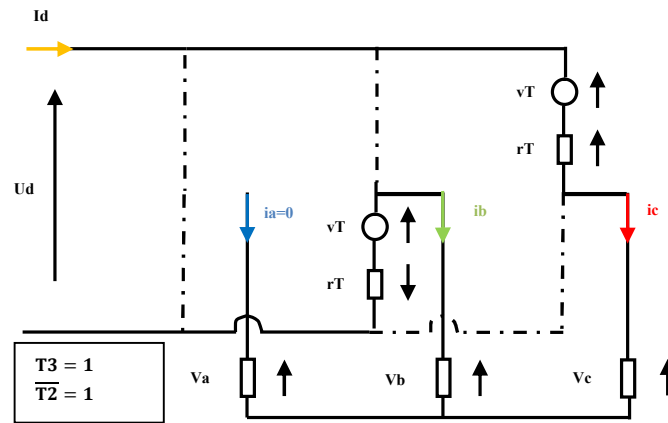 Id
vT
rT
Ud
ia=0
ib
ic
vT
rT
T3 = 1
T2̅ = 1
Va
Vb
Vc